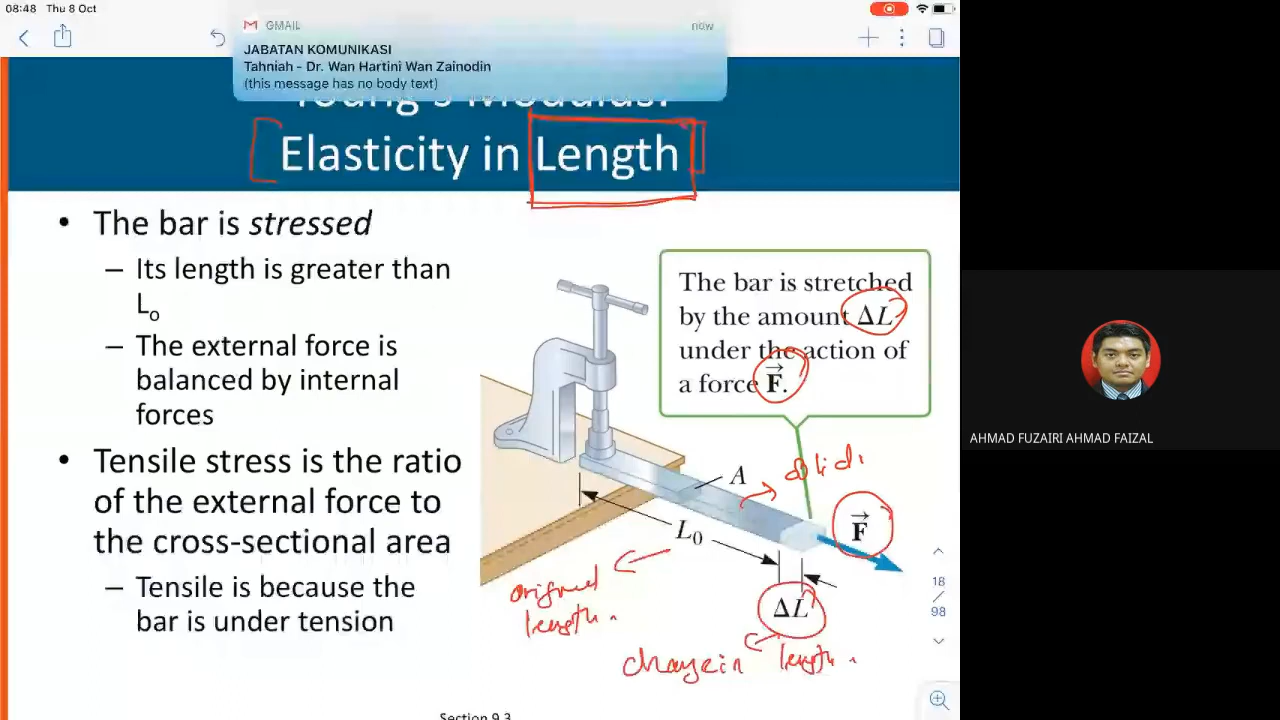 08:48 Thu 8 Oct
GMAIL
now
JABATAN KOMUNIKASI
Tahniah - Dr. Wan Hartini Wan Zainodin
(this message has no body text)
Young's Modulus:
Elasticity in Length
• The bar is stressed
– Its length is greater than
Lo
– The external force is
balanced by internal
forces
• Tensile stress is the ratio
of the external force to
the cross-sectional area
– Tensile is because the
bar is under tension
The bar is stretched
by the amount ΔL
under the action of
a force F.
A
solid
F
L0
original
length.
ΔL
change in length.
18
/
98
Section 9.3
AHMAD FUZAIRI AHMAD FAIZAL